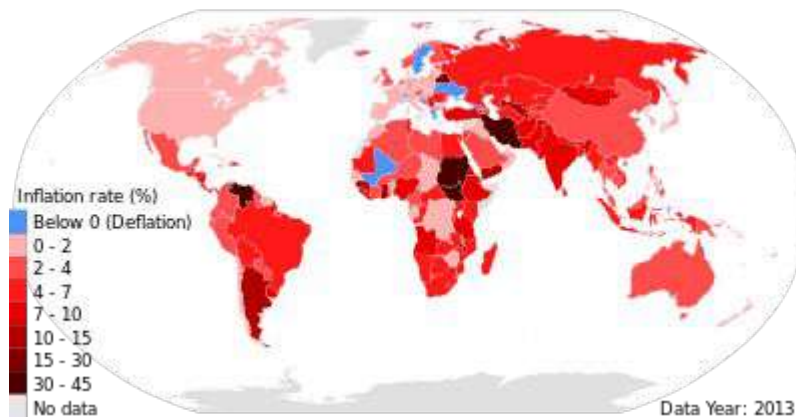 Inflation rate (%)
Below 0 (Deflation)
0 - 2
2 - 4
4 - 7
7 - 10
10 - 15
15 - 30
30 - 45
No data
Data Year: 2013